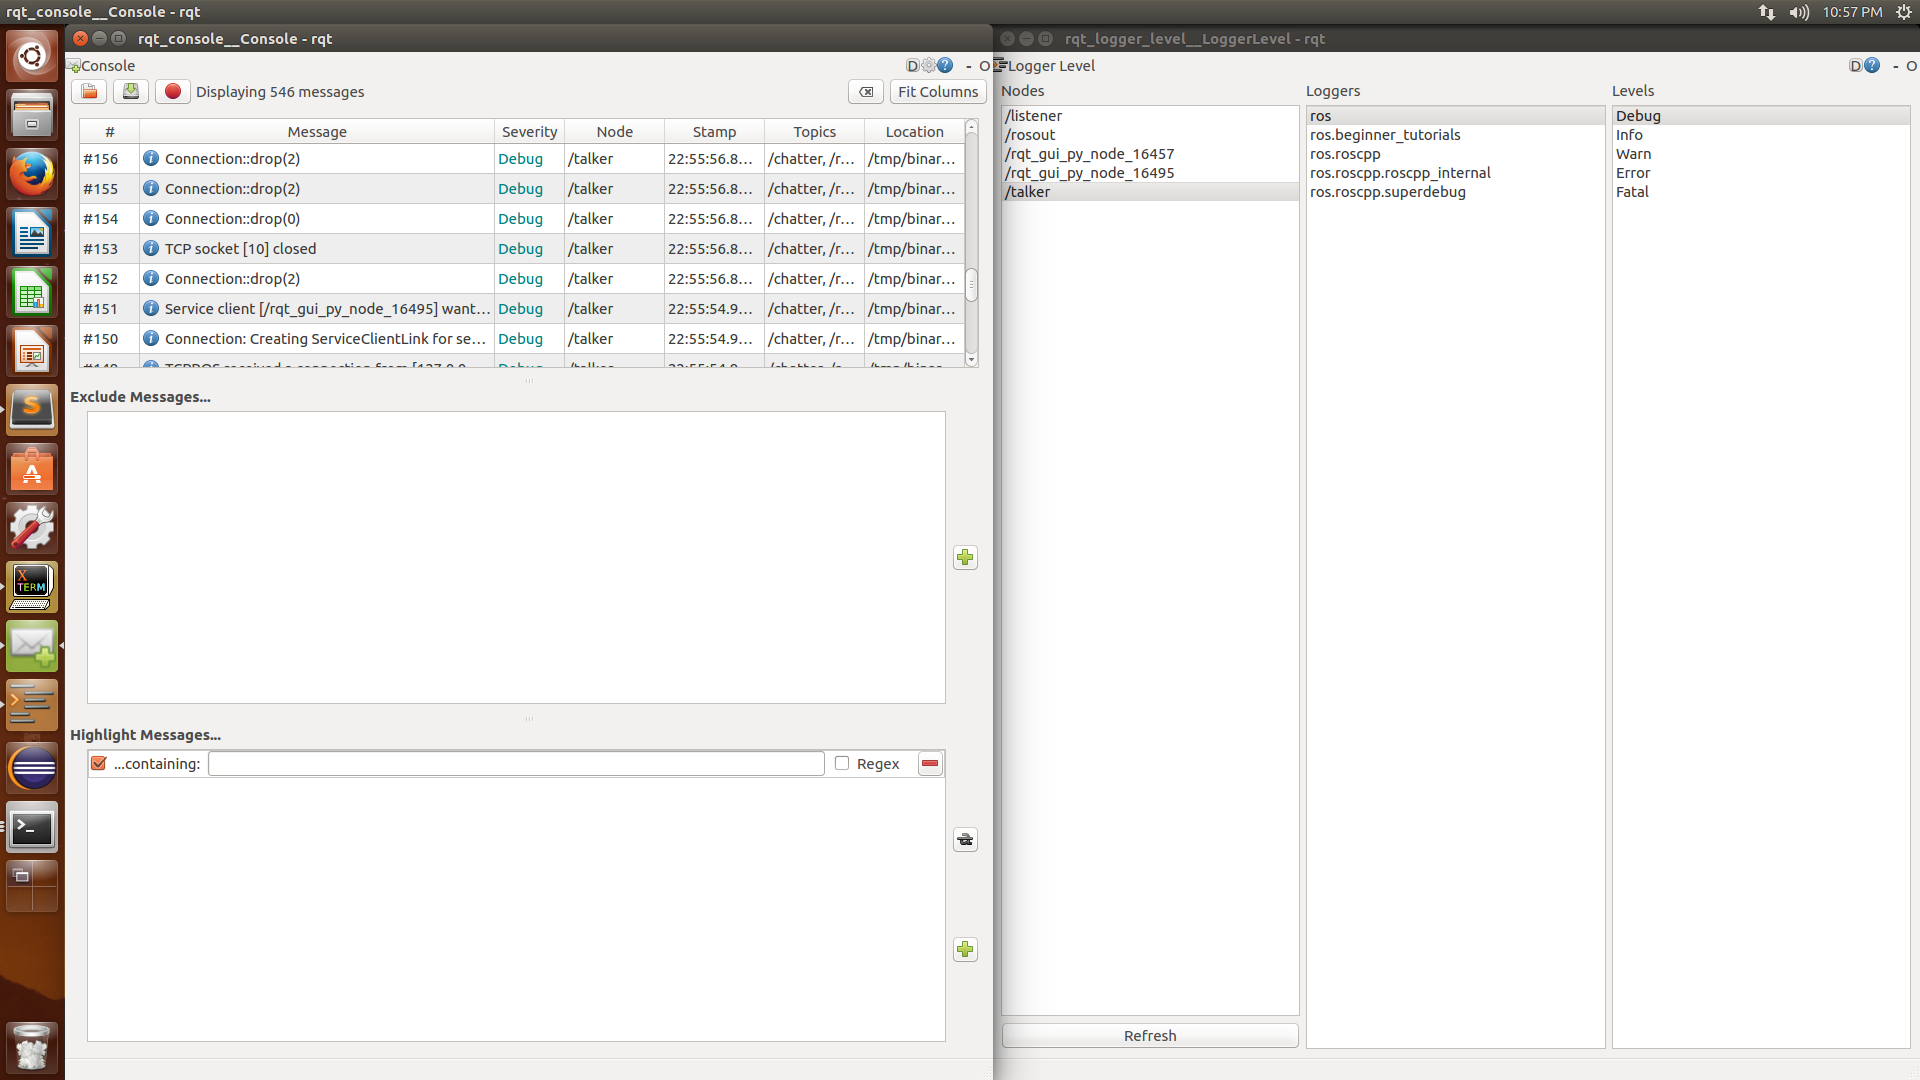 rqt_console__Console - rqt
10:57 PM
rqt_console__Console - rqt
rqt_logger_level__LoggerLevel - rqt
Console
D
- O
Logger Level
D
- O
Displaying 546 messages
Fit Columns
Nodes
Loggers
Levels
# Message Severity Node Stamp Topics Location
#156 Connection::drop(2) Debug /talker 22:55:56.8... /chatter, /r... /tmp/binar...
#155 Connection::drop(2) Debug /talker 22:55:56.8... /chatter, /r... /tmp/binar...
#154 Connection::drop(0) Debug /talker 22:55:56.8... /chatter, /r... /tmp/binar...
#153 TCP socket [10] closed Debug /talker 22:55:56.8... /chatter, /r... /tmp/binar...
#152 Connection::drop(2) Debug /talker 22:55:56.8... /chatter, /r... /tmp/binar...
#151 Service client [/rqt_gui_py_node_16495] want... Debug /talker 22:55:54.9... /chatter, /r... /tmp/binar...
#150 Connection: Creating ServiceClientLink for se... Debug /talker 22:55:54.9... /chatter, /r... /tmp/binar...
/listener
/rosout
/rqt_gui_py_node_16457
/rqt_gui_py_node_16495
/talker
ros
ros.beginner_tutorials
ros.roscpp
ros.roscpp.roscpp_internal
ros.roscpp.superdebug
Debug
Info
Warn
Error
Fatal
Exclude Messages...
Highlight Messages...
...containing:
Regex
Refresh
S
A
X
TERM